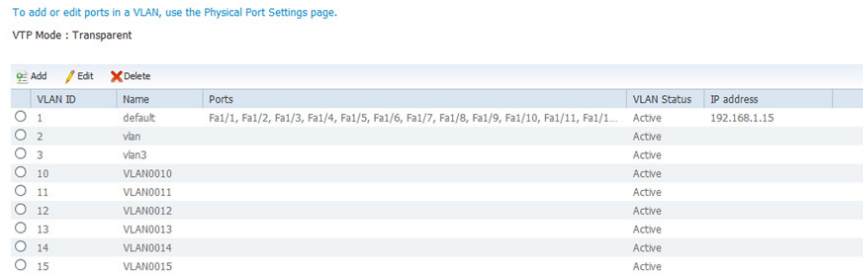 To add or edit ports in a VLAN, use the Physical Port Settings page.
VTP Mode : Transparent
Add Edit Delete
VLAN ID Name Ports VLAN Status IP address
1 default Fa1/1, Fa1/2, Fa1/3, Fa1/4, Fa1/5, Fa1/6, Fa1/7, Fa1/8, Fa1/9, Fa1/10, Fa1/11, Fa1/1... Active 192.168.1.15
2 vlan Active
3 vlan3 Active
10 VLAN0010 Active
11 VLAN0011 Active
12 VLAN0012 Active
13 VLAN0013 Active
14 VLAN0014 Active
15 VLAN0015 Active